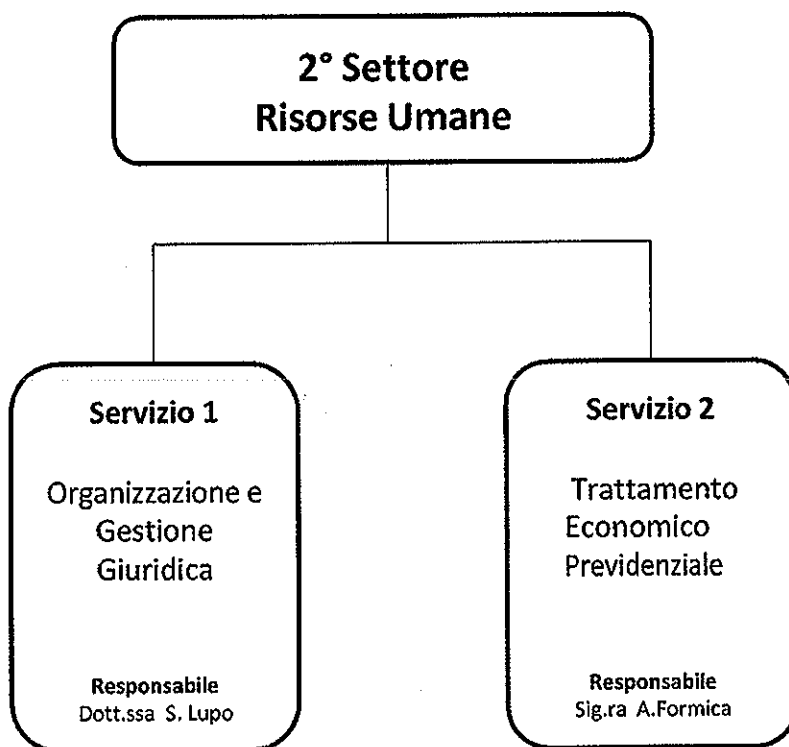 2° Settore
Risorse Umane
Servizio 1
Organizzazione e
Gestione
Giuridica
Responsabile
Dott.ssa S. Lupo
Servizio 2
Trattamento
Economico
Previdenziale
Responsabile
Sig.ra A.Formica